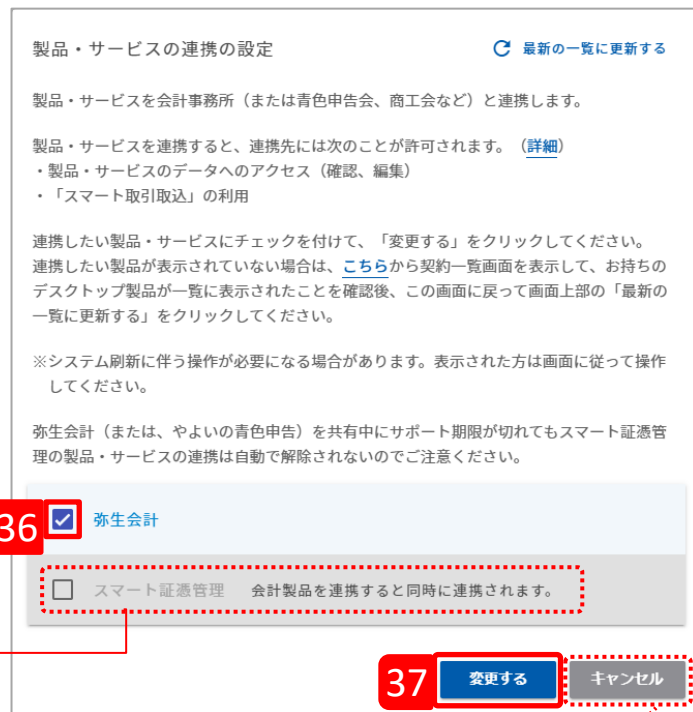 製品・サービスの連携の設定
最新の一覧に更新する
製品・サービスを会計事務所（または青色申告会、商工会など）と連携します。
製品・サービスを連携すると、連携先には次のことが許可されます。（詳細）
・製品・サービスのデータへのアクセス（確認、編集）
・「スマート取引取込」の利用
連携したい製品・サービスにチェックを付けて、「変更する」をクリックしてください。
連携したい製品が表示されていない場合は、こちらから契約一覧画面を表示して、お持ちの
デスクトップ製品が一覧に表示されたことを確認後、この画面に戻って画面上部の「最新の
一覧に更新する」をクリックしてください。
※システム刷新に伴う操作が必要になる場合があります。表示された方は画面に従って操作
してください。
弥生会計（または、やよいの青色申告）を共有中にサポート期限が切れてもスマート証憑管
理の製品・サービスの連携は自動で解除されないのでご注意ください。
36 弥生会計
スマート証憑管理 会計製品を連携すると同時に連携されます。
37 変更する キャンセル